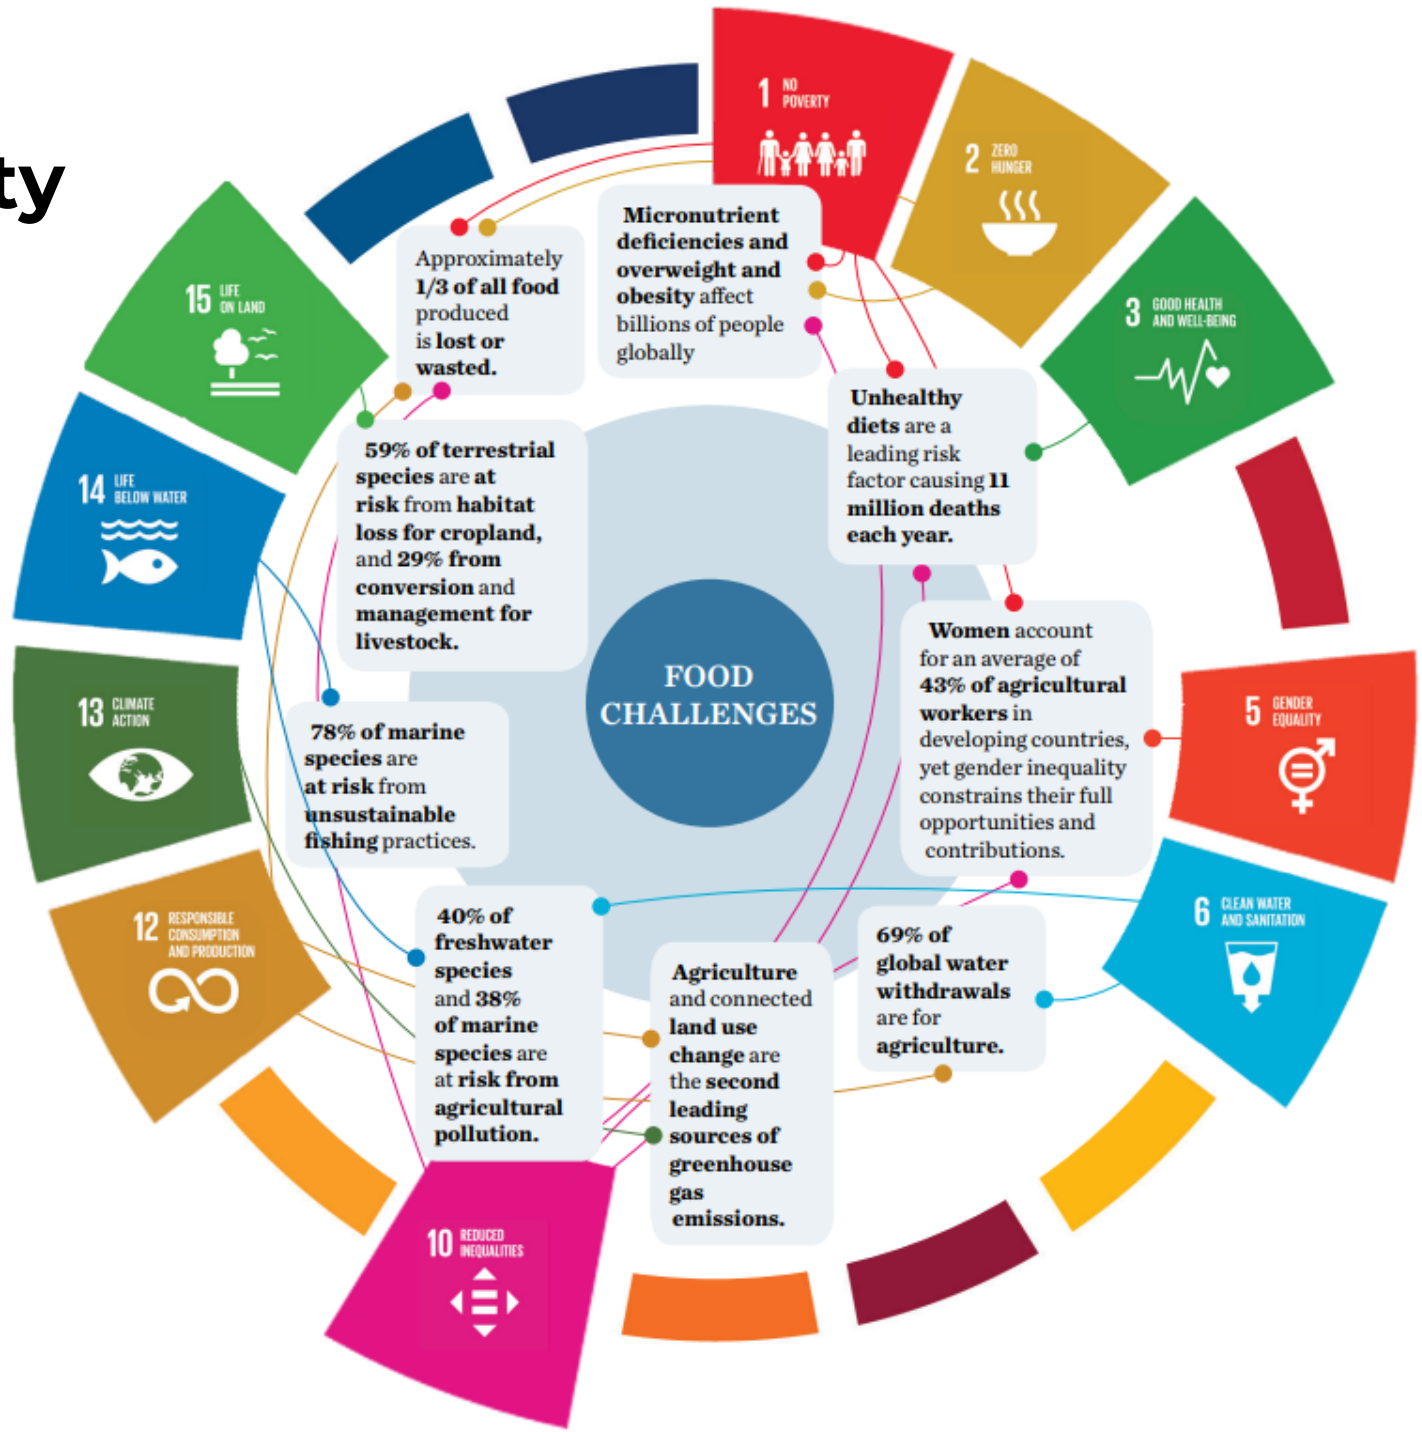 ty
1 NO
POVERTY
2 ZERO
HUNGER
3 GOOD HEALTH
AND WELL-BEING
5 GENDER
EQUALITY
6 CLEAN WATER
AND SANITATION
10 REDUCED
INEQUALITIES
12 RESPONSIBLE
CONSUMPTION
AND PRODUCTION
13 CLIMATE
ACTION
14 LIFE
BELOW WATER
15 LIFE
ON LAND
Approximately
1/3 of all food
produced
is lost or
wasted.
Micronutrient
deficiencies and
overweight and
obesity affect
billions of people
globally
Unhealthy
diets are a
leading risk
factor causing 11
million deaths
each year.
Women account
for an average of
43% of agricultural
workers in
developing countries,
yet gender inequality
constrains their full
opportunities and
contributions.
69% of
global water
withdrawals
are for
agriculture.
Agriculture
and connected
land use
change are
the second
leading
sources of
greenhouse
gas
emissions.
40% of
freshwater
species
and 38%
of marine
species are
at risk from
agricultural
pollution.
78% of marine
species are
at risk from
unsustainable
fishing practices.
59% of terrestrial
species are at
risk from habitat
loss for cropland,
and 29% from
conversion and
management for
livestock.
FOOD
CHALLENGES